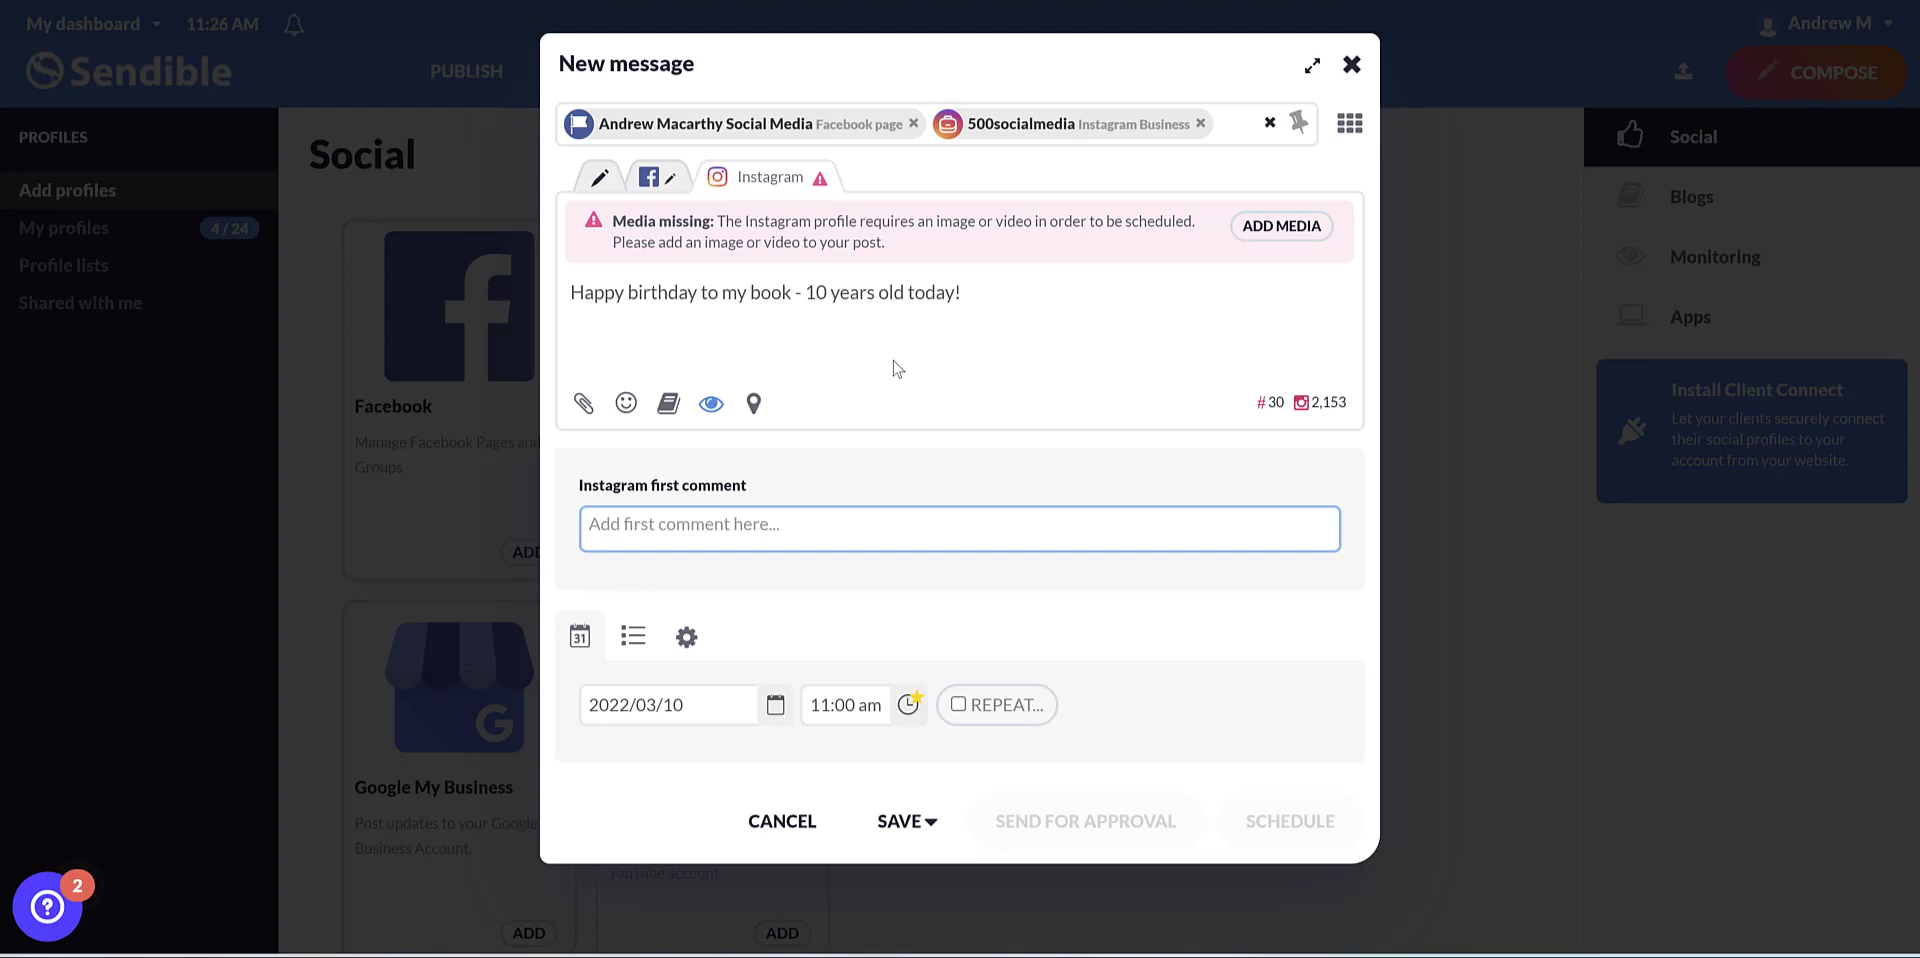 My dashboard 11:26 AM Andrew M
Sendible PUBLISH COMPOSE
PROFILES
Add profiles
My profiles 4 / 24
Profile lists
Shared with me
Social
Facebook
Manage Facebook Pages and
Groups
ADD
G
Google My Business
Post updates to your Google
Business Account.
ADD
YouTube account.
ADD
New message
Andrew Macarthy Social Media Facebook page 500socialmedia Instagram Business
Instagram
Media missing: The Instagram profile requires an image or video in order to be scheduled.
Please add an image or video to your post.
ADD MEDIA
Happy birthday to my book - 10 years old today!
#30 2,153
Instagram first comment
Add first comment here...
31
2022/03/10 11:00 am REPEAT...
CANCEL SAVE SEND FOR APPROVAL SCHEDULE
Social
Blogs
Monitoring
Apps
Install Client Connect
Let your clients securely connect
their social profiles to your
account from your website.
2
?